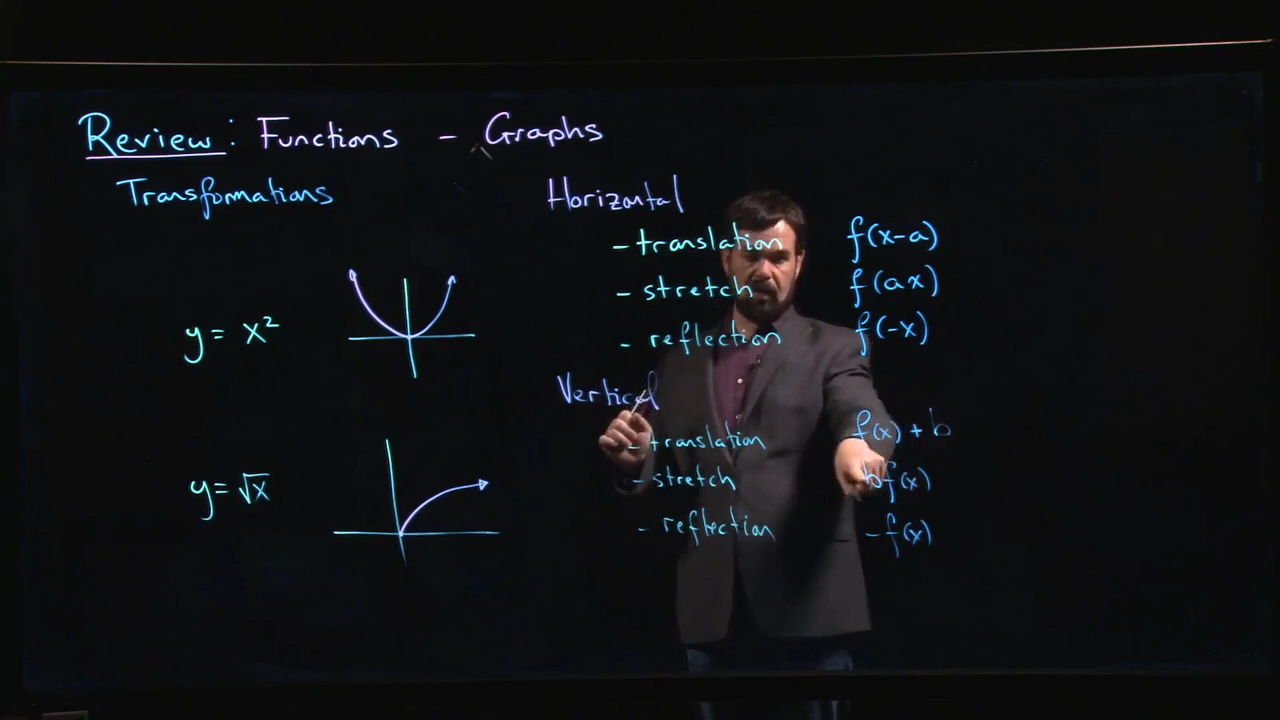 Review: Functions - Graphs
Transformations
y = x²
y = √x
Horizontal
- translation f(x-a)
- stretch f(ax)
- reflection f(-x)
Vertical
- translation f(x) + b
- stretch bf(x)
- reflection -f(x)